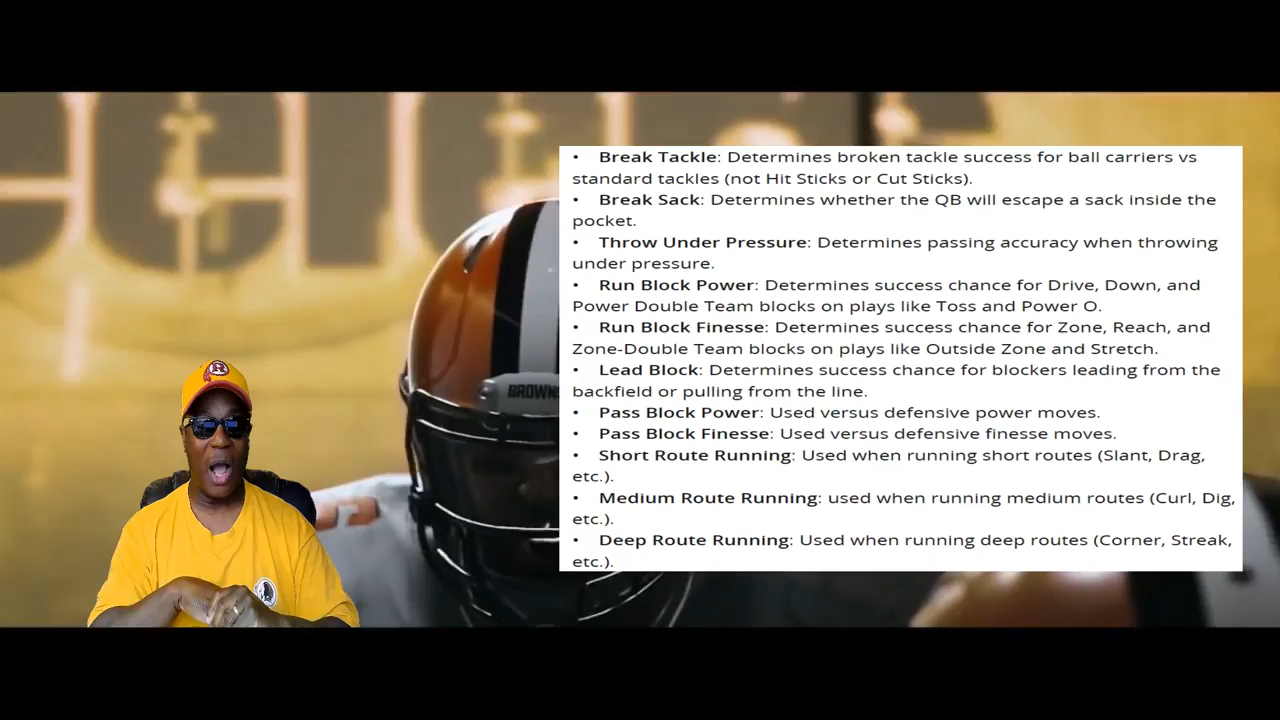 • Break Tackle: Determines broken tackle success for ball carriers vs
standard tackles (not Hit Sticks or Cut Sticks).
• Break Sack: Determines whether the QB will escape a sack inside the
pocket.
• Throw Under Pressure: Determines passing accuracy when throwing
under pressure.
• Run Block Power: Determines success chance for Drive, Down, and
Power Double Team blocks on plays like Toss and Power O.
• Run Block Finesse: Determines success chance for Zone, Reach, and
Zone-Double Team blocks on plays like Outside Zone and Stretch.
• Lead Block: Determines success chance for blockers leading from the
backfield or pulling from the line.
• Pass Block Power: Used versus defensive power moves.
• Pass Block Finesse: Used versus defensive finesse moves.
• Short Route Running: Used when running short routes (Slant, Drag,
etc.).
• Medium Route Running: used when running medium routes (Curl, Dig,
etc.).
• Deep Route Running: Used when running deep routes (Corner, Streak,
etc.).
BROWNS
R